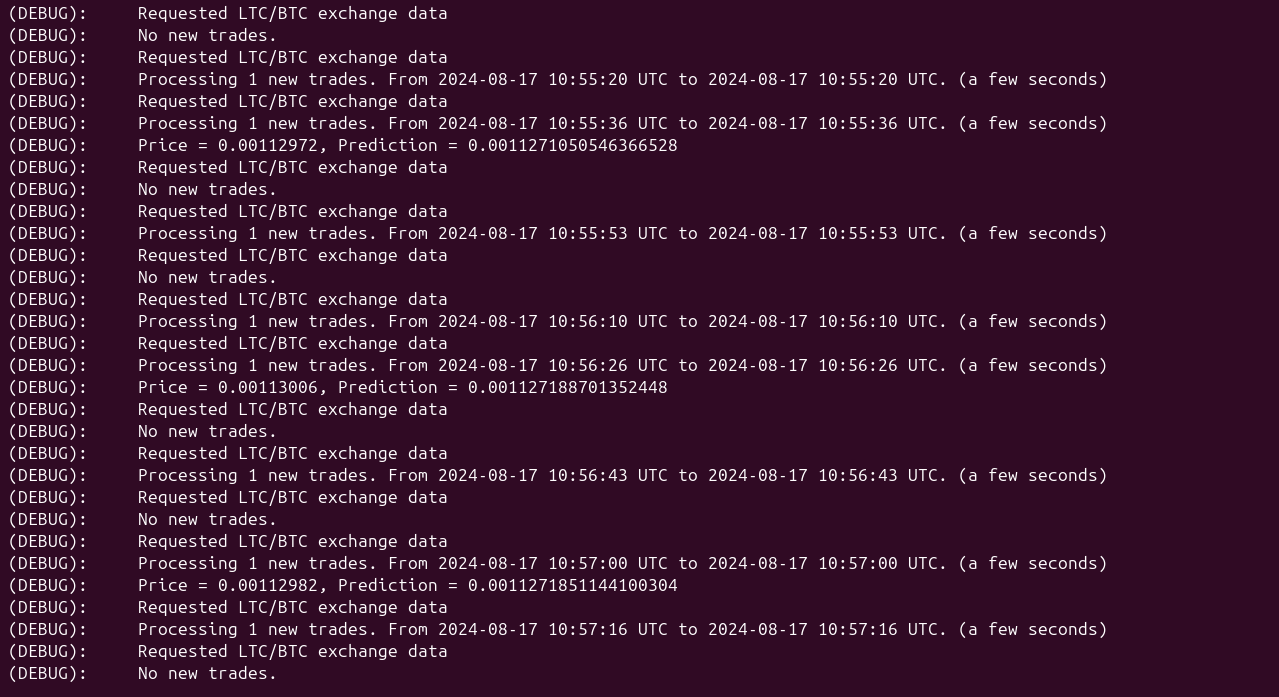 (DEBUG):     Requested LTC/BTC exchange data
(DEBUG):     No new trades.
(DEBUG):     Requested LTC/BTC exchange data
(DEBUG):     Processing 1 new trades. From 2024-08-17 10:55:20 UTC to 2024-08-17 10:55:20 UTC. (a few seconds)
(DEBUG):     Requested LTC/BTC exchange data
(DEBUG):     Processing 1 new trades. From 2024-08-17 10:55:36 UTC to 2024-08-17 10:55:36 UTC. (a few seconds)
(DEBUG):     Price = 0.00112972, Prediction = 0.0011271050546366528
(DEBUG):     Requested LTC/BTC exchange data
(DEBUG):     No new trades.
(DEBUG):     Requested LTC/BTC exchange data
(DEBUG):     Processing 1 new trades. From 2024-08-17 10:55:53 UTC to 2024-08-17 10:55:53 UTC. (a few seconds)
(DEBUG):     Requested LTC/BTC exchange data
(DEBUG):     No new trades.
(DEBUG):     Requested LTC/BTC exchange data
(DEBUG):     Processing 1 new trades. From 2024-08-17 10:56:10 UTC to 2024-08-17 10:56:10 UTC. (a few seconds)
(DEBUG):     Requested LTC/BTC exchange data
(DEBUG):     Processing 1 new trades. From 2024-08-17 10:56:26 UTC to 2024-08-17 10:56:26 UTC. (a few seconds)
(DEBUG):     Price = 0.00113006, Prediction = 0.001127188701352448
(DEBUG):     Requested LTC/BTC exchange data
(DEBUG):     No new trades.
(DEBUG):     Requested LTC/BTC exchange data
(DEBUG):     Processing 1 new trades. From 2024-08-17 10:56:43 UTC to 2024-08-17 10:56:43 UTC. (a few seconds)
(DEBUG):     Requested LTC/BTC exchange data
(DEBUG):     No new trades.
(DEBUG):     Requested LTC/BTC exchange data
(DEBUG):     Processing 1 new trades. From 2024-08-17 10:57:00 UTC to 2024-08-17 10:57:00 UTC. (a few seconds)
(DEBUG):     Price = 0.00112982, Prediction = 0.0011271851144100304
(DEBUG):     Requested LTC/BTC exchange data
(DEBUG):     Processing 1 new trades. From 2024-08-17 10:57:16 UTC to 2024-08-17 10:57:16 UTC. (a few seconds)
(DEBUG):     Requested LTC/BTC exchange data
(DEBUG):     No new trades.